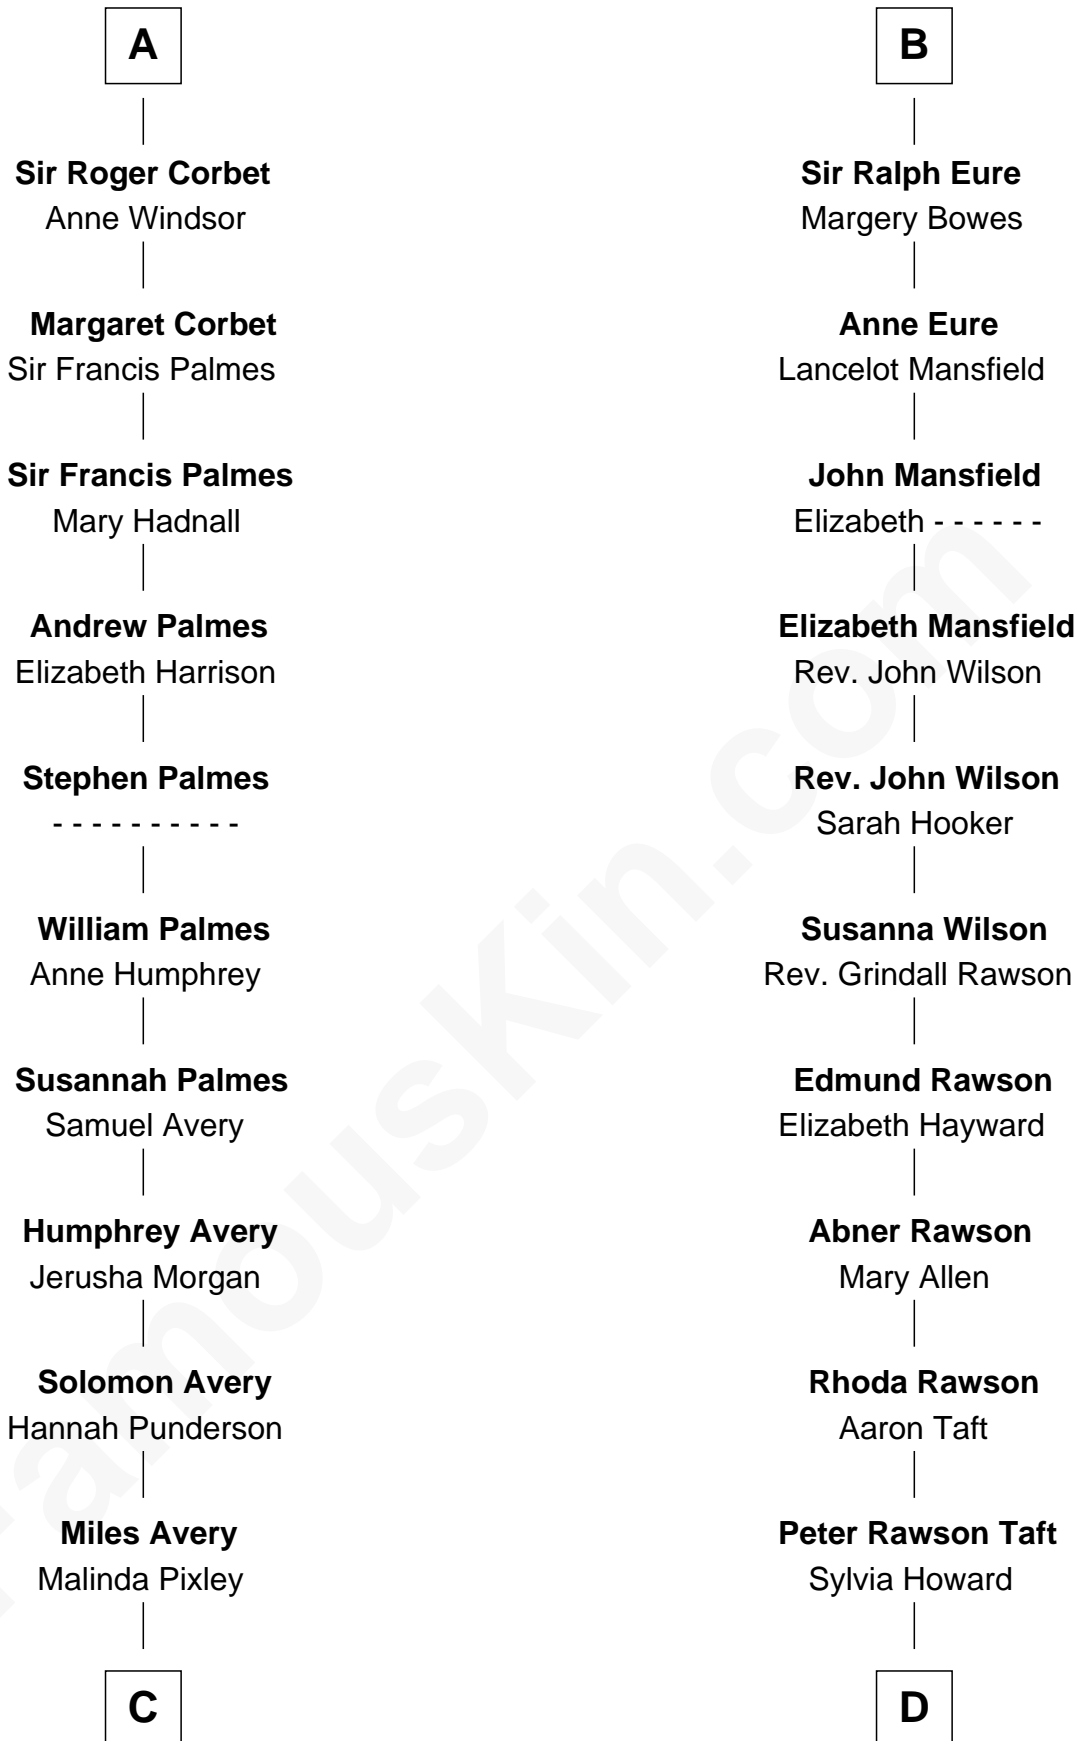 A
Sir Roger Corbet
Anne Windsor
Margaret Corbet
Sir Francis Palmes
Sir Francis Palmes
Mary Hadnall
Andrew Palmes
Elizabeth Harrison
Stephen Palmes
- - - - - - - - - -
William Palmes
Anne Humphrey
Susannah Palmes
Samuel Avery
Humphrey Avery
Jerusha Morgan
Solomon Avery
Hannah Punderson
Miles Avery
Malinda Pixley
C
B
Sir Ralph Eure
Margery Bowes
Anne Eure
Lancelot Mansfield
John Mansfield
Elizabeth - - - - - -
Elizabeth Mansfield
Rev. John Wilson
Rev. John Wilson
Sarah Hooker
Susanna Wilson
Rev. Grindall Rawson
Edmund Rawson
Elizabeth Hayward
Abner Rawson
Mary Allen
Rhoda Rawson
Aaron Taft
Peter Rawson Taft
Sylvia Howard
D
FamousKin.com